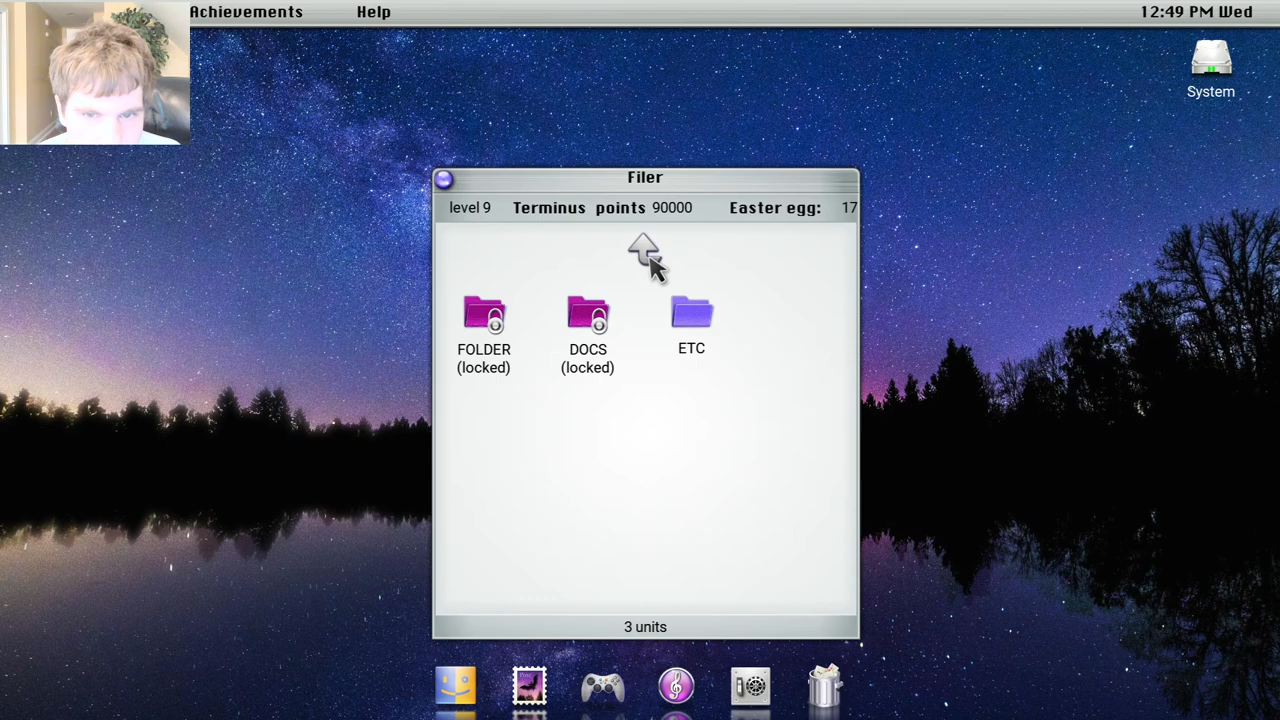 Achievements Help 12:49 PM Wed
System
Filer
level 9 Terminus points 90000 Easter egg: 17
FOLDER
(locked)
DOCS
(locked)
ETC
3 units